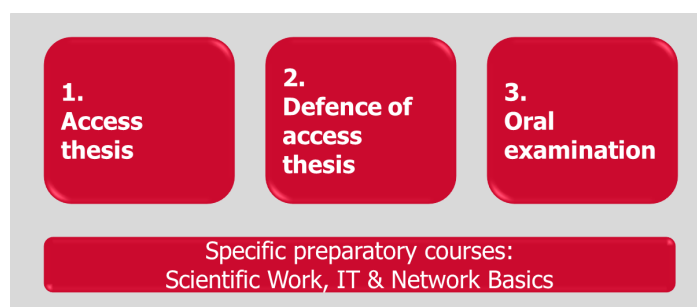 1.
Access
thesis
2.
Defence of
access
thesis
3.
Oral
examination
Specific preparatory courses:
Scientific Work, IT & Network Basics